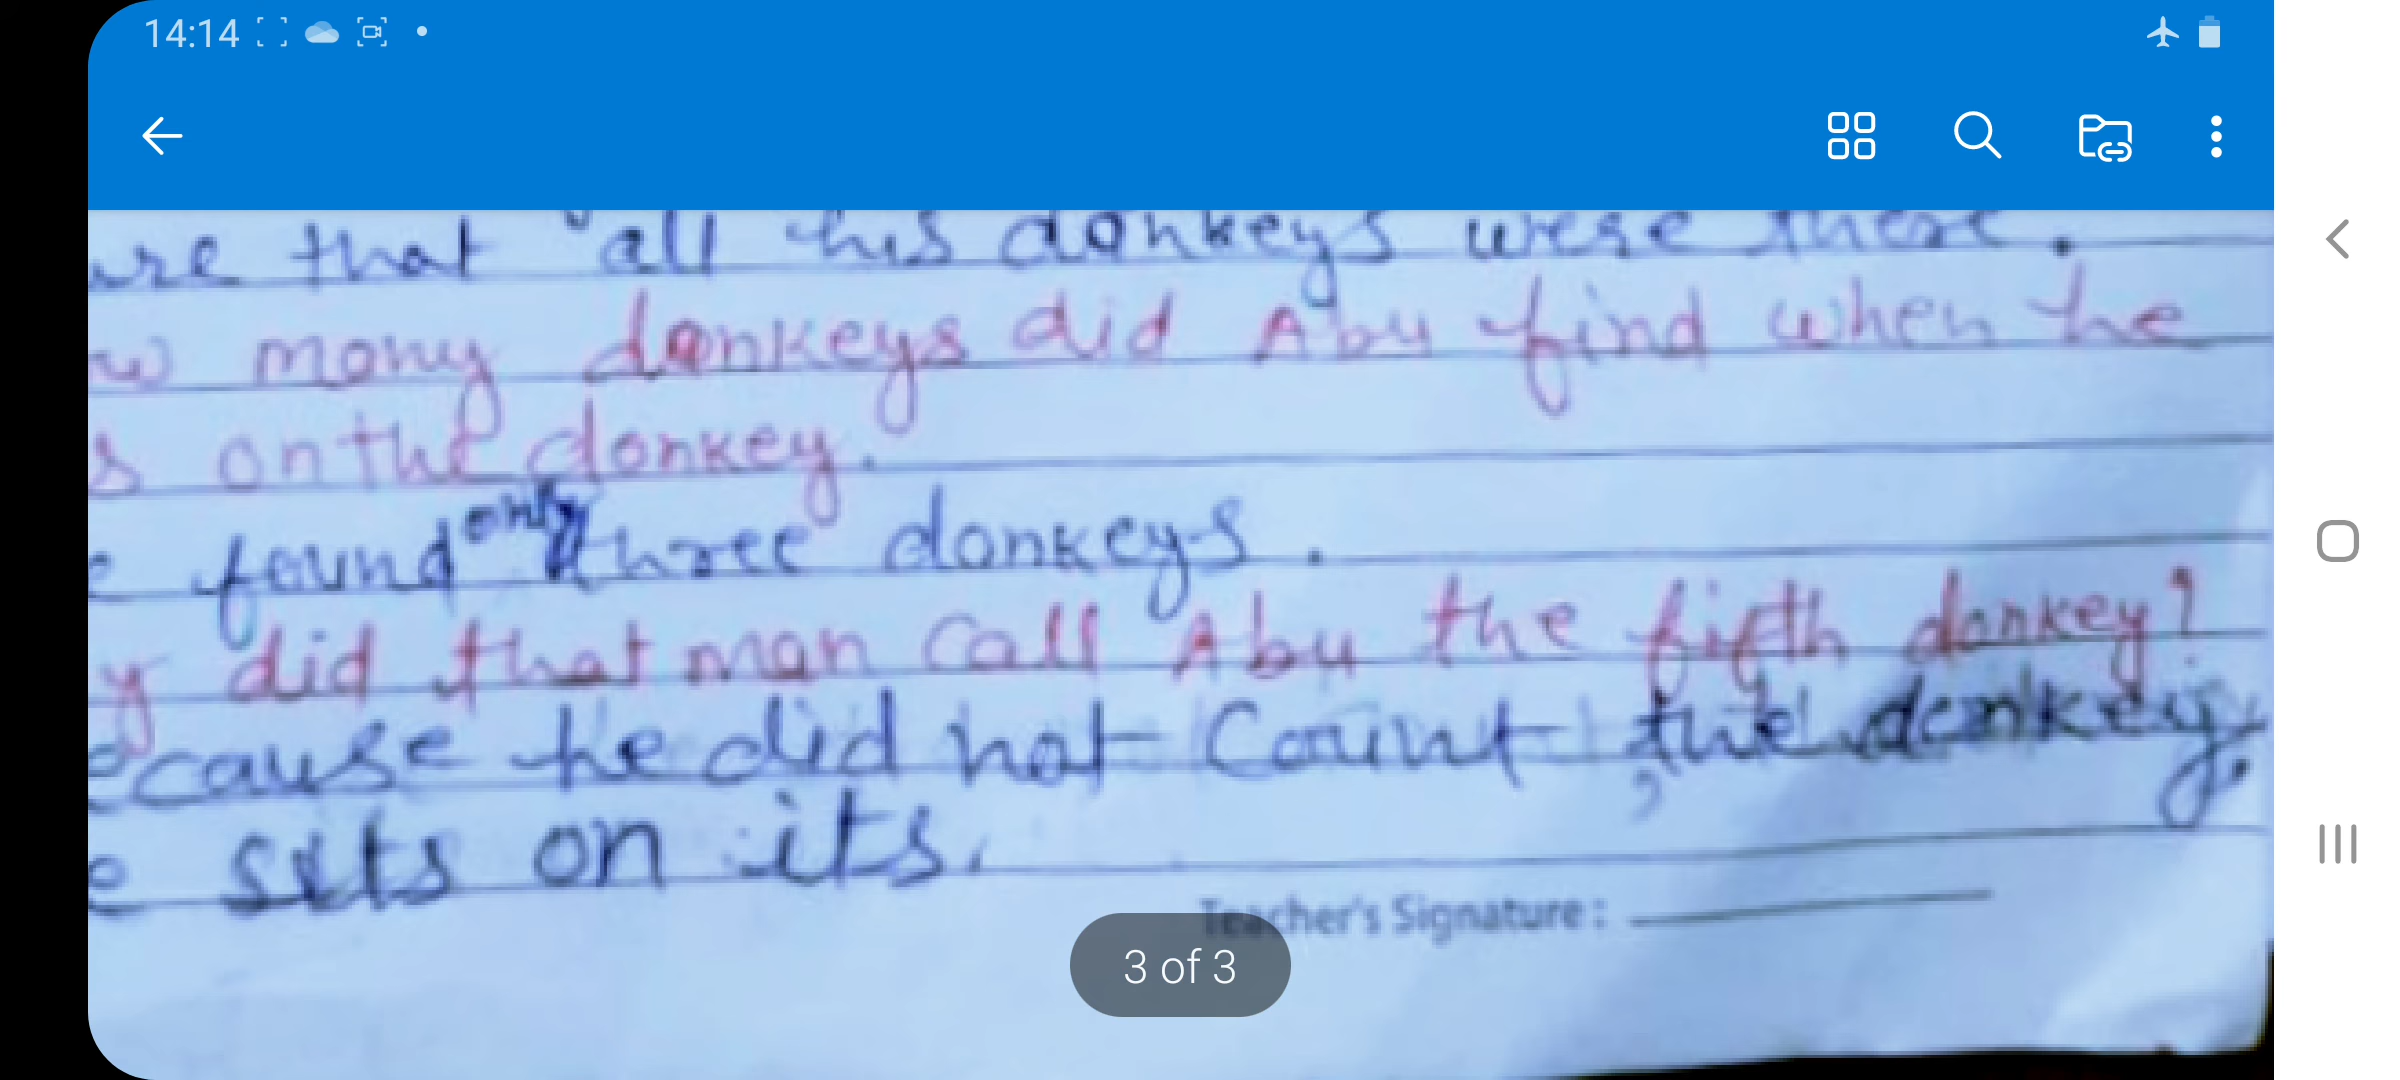 14:14
ure that all his donkeys were there.
w many donkeys did Abu find when he
s on the donkey.
e found only three donkeys.
y did that man call Abu the fifth donkey?
ecause he did not count the donkey,
e sits on its.
Teacher's Signature:
3 of 3